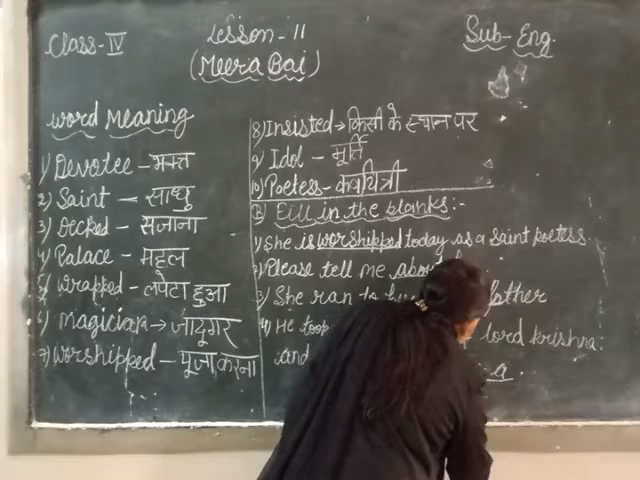 Class-IV
Lesson-11
Sub-Eng.
(Meera Bai)
Word Meaning
1) Devotee - भक्त
2) Saint - साधु
3) Decked - सजाना
4) Palace - महल
5) Wrapped - लपेटा हुआ
6) Magician → जादूगर
7) Worshipped - पूजा करना
8) Insisted → किसी के स्थान पर
9) Idol - मूर्ति
10) Poetess - कवयित्री
B) Fill in the blanks:-
1) She is worshipped today as a saint poetess.
2) Please tell me
3) She ran to father
4) He took lord krishna.
and a.